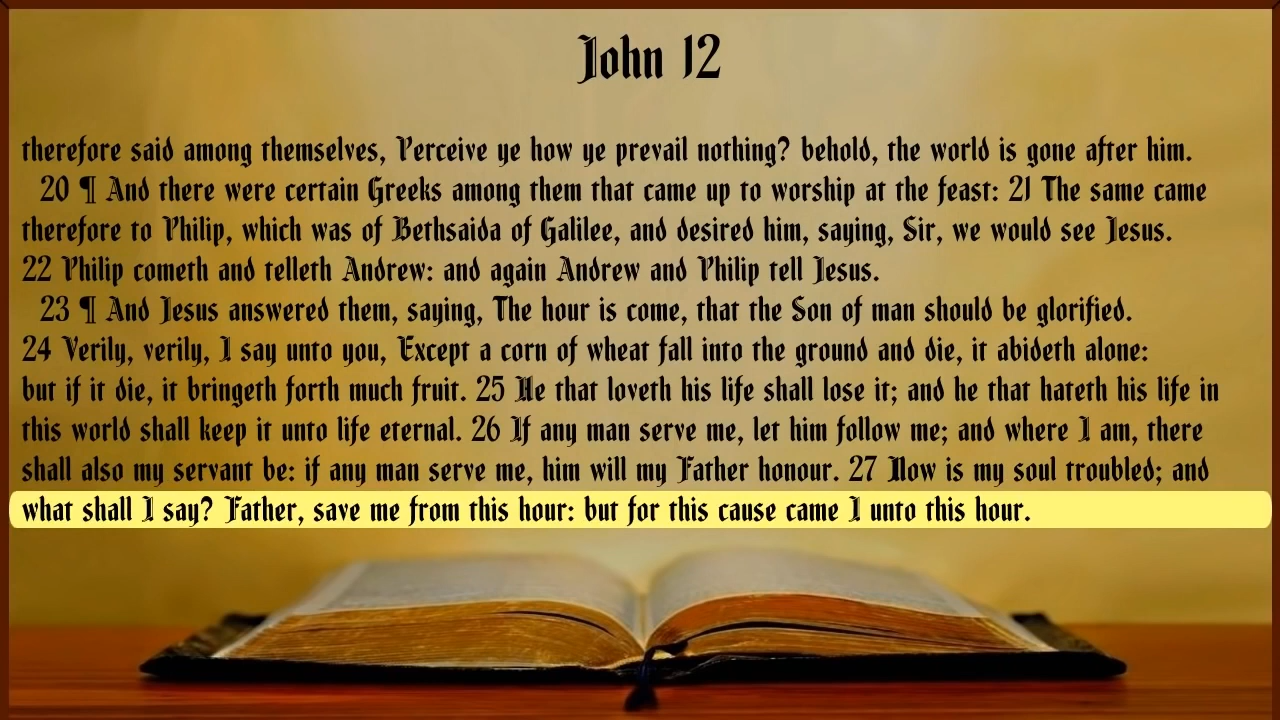 John 12
therefore said among themselves, Perceive ye how ye prevail nothing? behold, the world is gone after him.
20 ¶ And there were certain Greeks among them that came up to worship at the feast: 21 The same came
therefore to Philip, which was of Bethsaida of Galilee, and desired him, saying, Sir, we would see Jesus.
22 Philip cometh and telleth Andrew: and again Andrew and Philip tell Jesus.
23 ¶ And Jesus answered them, saying, The hour is come, that the Son of man should be glorified.
24 Verily, verily, I say unto you, Except a corn of wheat fall into the ground and die, it abideth alone:
but if it die, it bringeth forth much fruit. 25 He that loveth his life shall lose it; and he that hateth his life in
this world shall keep it unto life eternal. 26 If any man serve me, let him follow me; and where I am, there
shall also my servant be: if any man serve me, him will my Father honour. 27 Now is my soul troubled; and
what shall I say? Father, save me from this hour: but for this cause came I unto this hour.